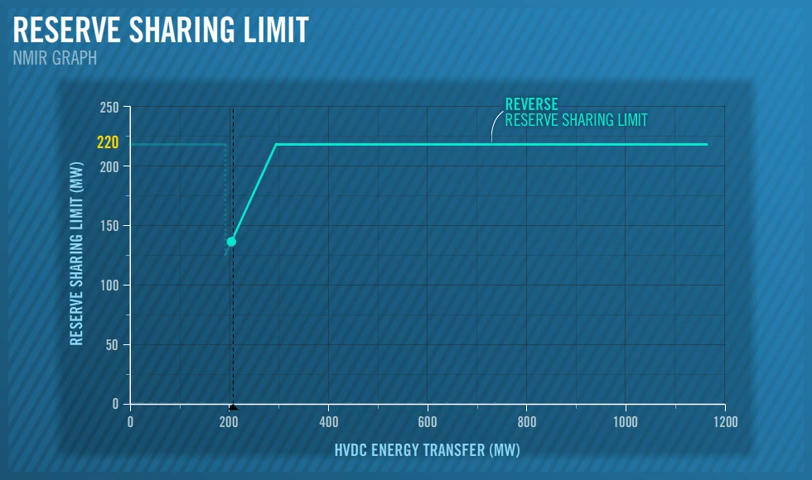 RESERVE SHARING LIMIT
NMIR GRAPH
REVERSE
RESERVE SHARING LIMIT
RESERVE SHARING LIMIT (MW)
250
220
200
150
100
50
0
0 200 400 600 800 1000 1200
HVDC ENERGY TRANSFER (MW)